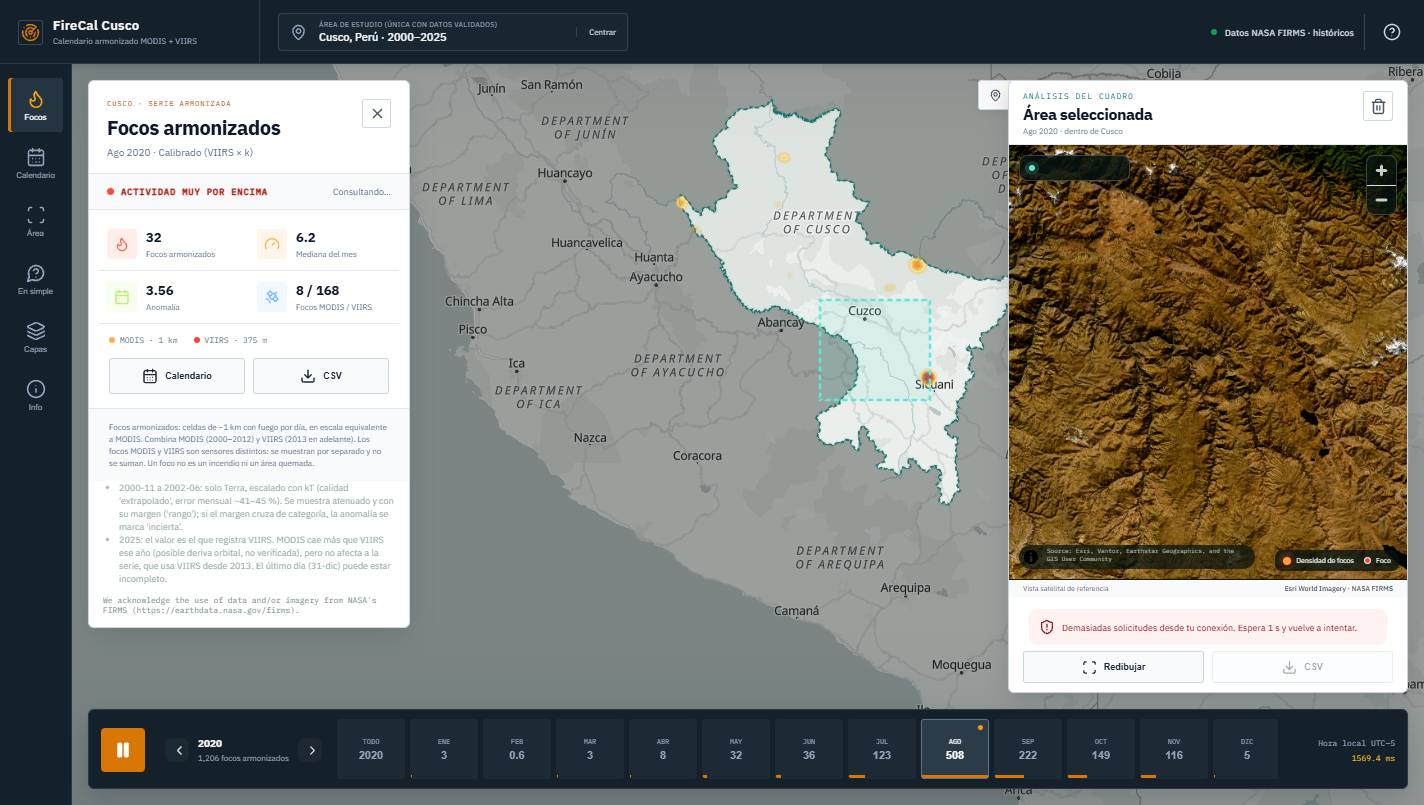 FireCal Cusco
Calendario armonizado MODIS + VIIRS
ÁREA DE ESTUDIO (ÚNICA CON DATOS VALIDADOS)
Cusco, Perú · 2000–2025
Centrar
Datos NASA FIRMS · históricos
Focos
Calendario
Área
En simple
Capas
Info
CUSCO · SERIE ARMONIZADA
Focos armonizados
Ago 2020 · Calibrado (VIIRS × k)
ACTIVIDAD MUY POR ENCIMA
Consultando...
32
Focos armonizados
6.2
Mediana del mes
3.56
Anomalía
8 / 168
Focos MODIS / VIIRS
MODIS · 1 km
VIIRS · 375 m
Calendario
CSV
Focos armonizados: celdas de ~1 km con fuego por día, en escala equivalente
a MODIS. Combina MODIS (2000–2012) y VIIRS (2013 en adelante). Los
focos MODIS y VIIRS son sensores distintos: se muestran por separado y no
se suman. Un foco no es un incendio ni un área quemada.
2000-11 a 2002-06: solo Terra, escalado con kT (calidad
'extrapolado', error mensual ~41–45 %). Se muestra atenuado y con
su margen ('rango'); si el margen cruza de categoría, la anomalía se
marca 'incierta'.
2025: el valor es el que registra VIIRS. MODIS cae más que VIIRS
ese año (posible deriva orbital, no verificada), pero no afecta a la
serie, que usa VIIRS desde 2013. El último día (31-dic) puede estar
incompleto.
We acknowledge the use of data and/or imagery from NASA's
FIRMS (https://earthdata.nasa.gov/firms).
Junín
San Ramón
Cobija
Ribera
DEPARTMENT
OF JUNÍN
Huancayo
DEPARTMENT
OF LIMA
DEPARTMENT
OF CUSCO
Huancavelica
Huanta
Ayacucho
Chincha Alta
Pisco
Abancay
Cuzco
Ica
DEPARTMENT
OF AYACUCHO
DEPARTMENT
OF ICA
Sicuani
Nazca
Coracora
DEPARTMENT
OF AREQUIPA
Arequipa
Camaná
Moquegua
Ilo
Arica
ANÁLISIS DEL CUADRO
Área seleccionada
Ago 2020 · dentro de Cusco
Source: Esri, Vantor, Earthstar Geographics, and the
GIS User Community
Densidad de focos
Foco
Vista satelital de referencia
Esri World Imagery · NASA FIRMS
Demasiadas solicitudes desde tu conexión. Espera 1 s y vuelve a intentar.
Redibujar
CSV
2020
1,206 focos armonizados
TODO
2020
ENE
3
FEB
0.6
MAR
3
ABR
8
MAY
32
JUN
36
JUL
123
AGO
508
SEP
222
OCT
149
NOV
116
DIC
5
Hora local UTC−5
1569.4 ms